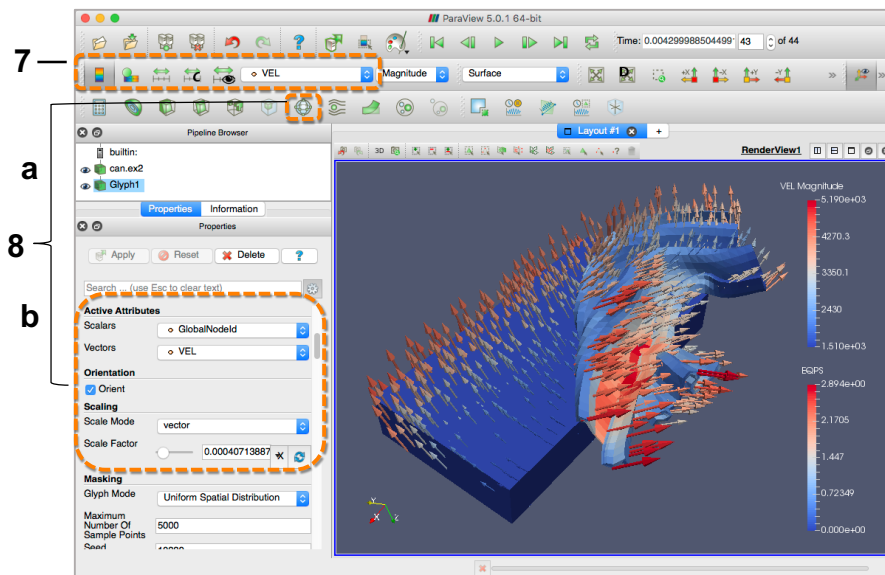 ParaView 5.0.1 64-bit
Time: 0.00429998850449​9 43 of 44
7
VEL
Magnitude
Surface
Pipeline Browser
Layout #1
+
builtin:
3D
RenderView1
a
can.ex2
Glyph1
Properties Information
Properties
VEL Magnitude
5.190e+03
4270.3
3350.1
2430
1.510e+03
8
Apply Reset Delete ?
Search ... (use Esc to clear text)
b
Active Attributes
Scalars GlobalNodeId
Vectors VEL
Orientation
Orient
Scaling
Scale Mode vector
Scale Factor 0.00040713887
EQPS
2.894e+00
2.1705
1.447
0.72349
0.000e+00
Masking
Glyph Mode Uniform Spatial Distribution
Maximum
Number Of 5000
Sample Points
Seed
Y
X
Z